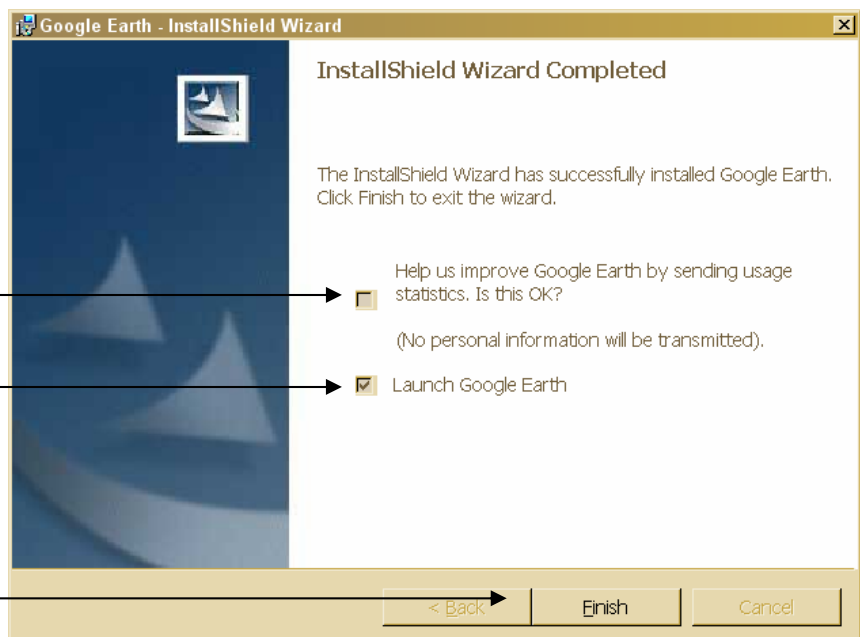 Google Earth - InstallShield Wizard
InstallShield Wizard Completed
The InstallShield Wizard has successfully installed Google Earth.
Click Finish to exit the wizard.
Help us improve Google Earth by sending usage
statistics. Is this OK?
(No personal information will be transmitted).
Launch Google Earth
< Back
Finish
Cancel